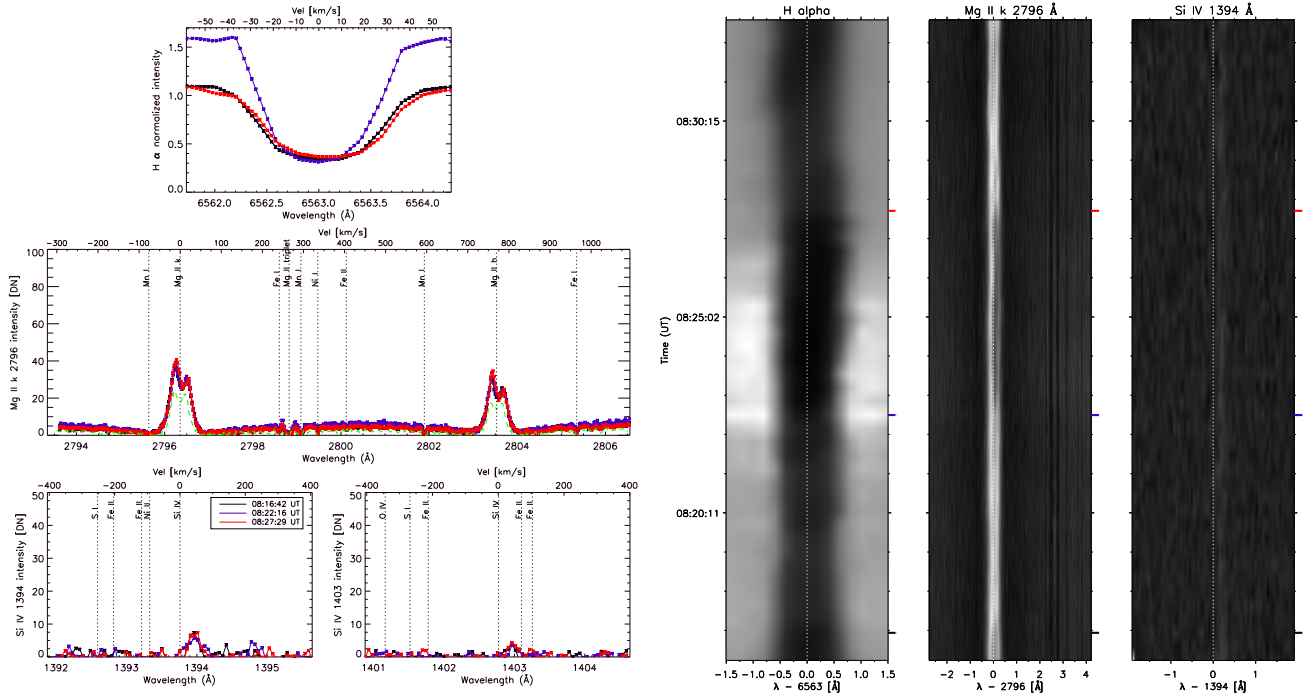 Vel [km/s]
-50 -40 -30 -20 -10 0 10 20 30 40 50
H α normalized intensity
1.5
1.0
0.5
0.0
6562.0 6562.5 6563.0 6563.5 6564.0
Wavelength (Å)
Vel [km/s]
-300 -200 -100 0 100 200 300 400 500 600 700 800 900 1000
Mg II k 2796 intensity [DN]
100
80
60
40
20
0
Mn I
Mg II k
Fe I
Mg II triplet
Mn I
Ni I
Fe II
Mn I
Mg II h
Fe I
2794 2796 2798 2800 2802 2804 2806
Wavelength (Å)
Vel [km/s]
-400 -200 0 200 400
Si IV 1394 intensity [DN]
50
40
30
20
10
0
S I
Fe II
Fe II
Ni II
Si IV
08:16:42 UT
08:22:16 UT
08:27:29 UT
1392 1393 1394 1395
Wavelength (Å)
Vel [km/s]
-400 -200 0 200 400
Si IV 1403 intensity [DN]
50
40
30
20
10
0
O IV
S I
Fe II
Si IV
Fe II
Fe II
1401 1402 1403 1404
Wavelength (Å)
H alpha
Time (UT)
08:30:15
08:25:02
08:20:11
-1.5 -1.0 -0.5 0.0 0.5 1.0 1.5
λ - 6563 [Å]
Mg II k 2796 Å
-2 -1 0 1 2 3 4
λ - 2796 [Å]
Si IV 1394 Å
-1 0 1
λ - 1394 [Å]